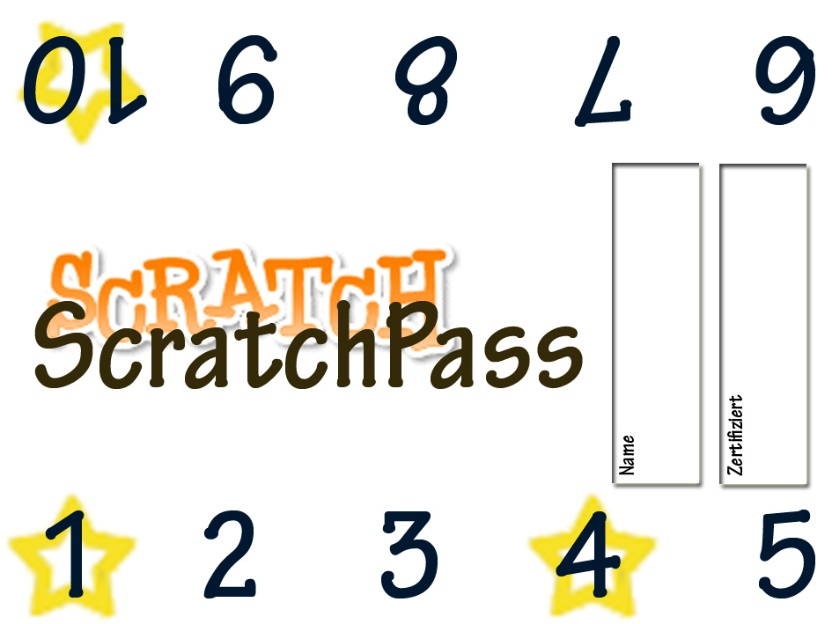 10 9 8 7 6
SCRATCH
ScratchPass
Name
Zertifiziert
1 2 3 4 5